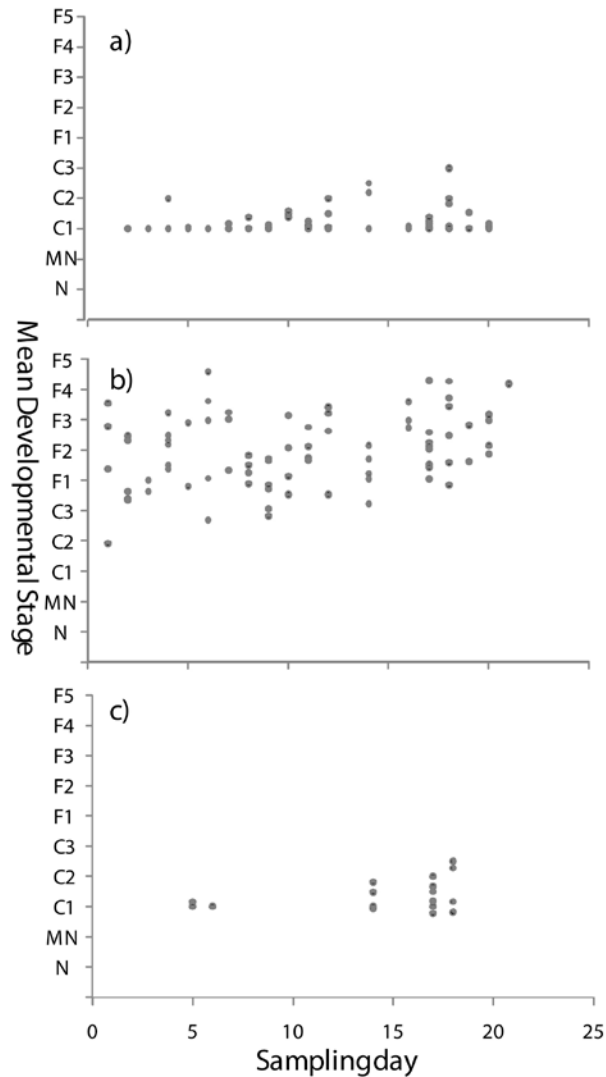 F5
a)
F4
F3
F2
F1
C3
C2
C1
MN
N
Mean Developmental Stage
F5
b)
F4
F3
F2
F1
C3
C2
C1
MN
N
F5
c)
F4
F3
F2
F1
C3
C2
C1
MN
N
0 5 10 15 20 25
Samplingday